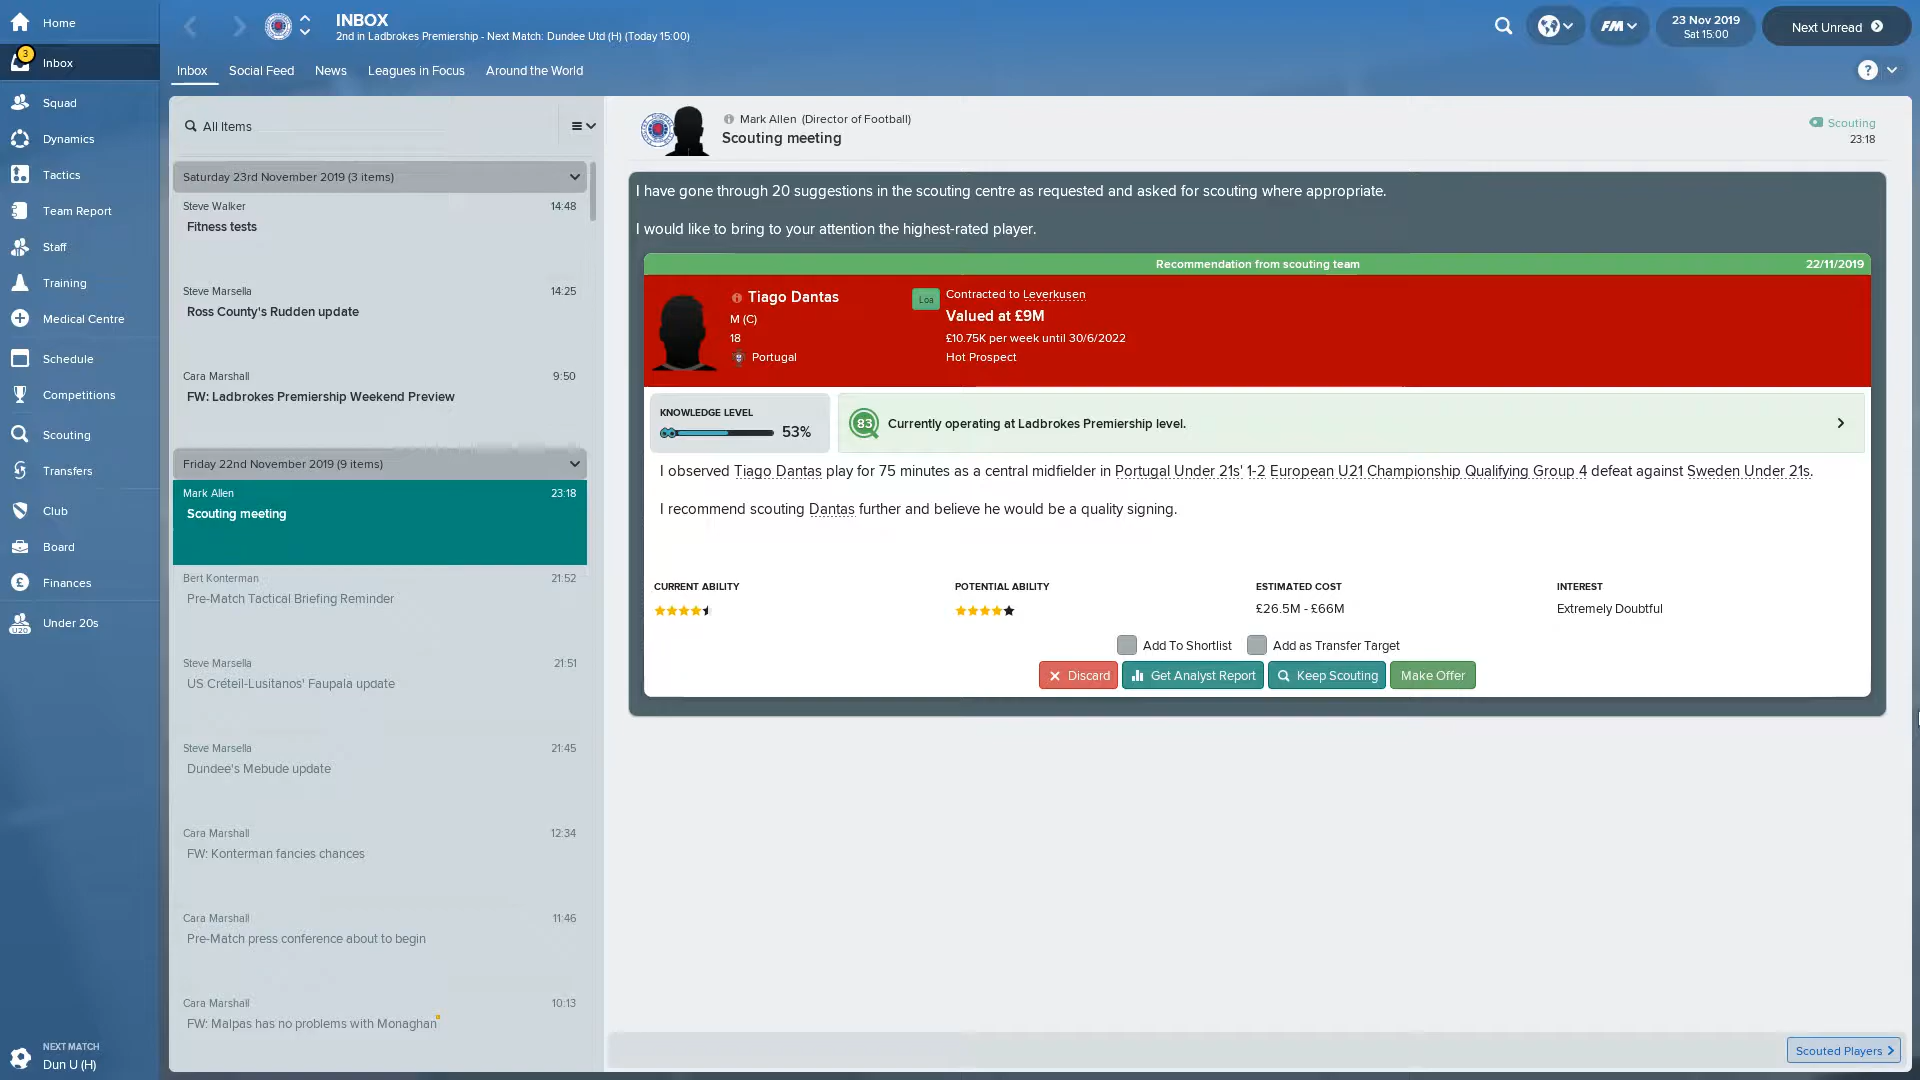 Home
3
Inbox
Squad
Dynamics
Tactics
Team Report
Staff
Training
Medical Centre
Schedule
Competitions
Scouting
Transfers
Club
Board
Finances
U20
Under 20s
NEXT MATCH
Dun U (H)
INBOX
2nd in Ladbrokes Premiership - Next Match: Dundee Utd (H) (Today 15:00)
FM
23 Nov 2019
Sat 15:00
Next Unread
Inbox
Social Feed
News
Leagues in Focus
Around the World
?
All Items
Saturday 23rd November 2019 (3 items)
Steve Walker 14:48
Fitness tests
Steve Marsella 14:25
Ross County's Rudden update
Cara Marshall 9:50
FW: Ladbrokes Premiership Weekend Preview
Friday 22nd November 2019 (9 items)
Mark Allen 23:18
Scouting meeting
Bert Konterman 21:52
Pre-Match Tactical Briefing Reminder
Steve Marsella 21:51
US Créteil-Lusitanos' Faupala update
Steve Marsella 21:45
Dundee's Mebude update
Cara Marshall 12:34
FW: Konterman fancies chances
Cara Marshall 11:46
Pre-Match press conference about to begin
Cara Marshall 10:13
FW: Malpas has no problems with Monaghan
Mark Allen (Director of Football)
Scouting meeting
Scouting
23:18
I have gone through 20 suggestions in the scouting centre as requested and asked for scouting where appropriate.
I would like to bring to your attention the highest-rated player.
Recommendation from scouting team 22/11/2019
Tiago Dantas
M (C)
18
Portugal
Loa
Contracted to Leverkusen
Valued at £9M
£10.75K per week until 30/6/2022
Hot Prospect
KNOWLEDGE LEVEL
53%
83
Currently operating at Ladbrokes Premiership level.
I observed Tiago Dantas play for 75 minutes as a central midfielder in Portugal Under 21s' 1-2 European U21 Championship Qualifying Group 4 defeat against Sweden Under 21s.
I recommend scouting Dantas further and believe he would be a quality signing.
CURRENT ABILITY
POTENTIAL ABILITY
ESTIMATED COST
£26.5M - £66M
INTEREST
Extremely Doubtful
Add To Shortlist
Add as Transfer Target
Discard
Get Analyst Report
Keep Scouting
Make Offer
Scouted Players